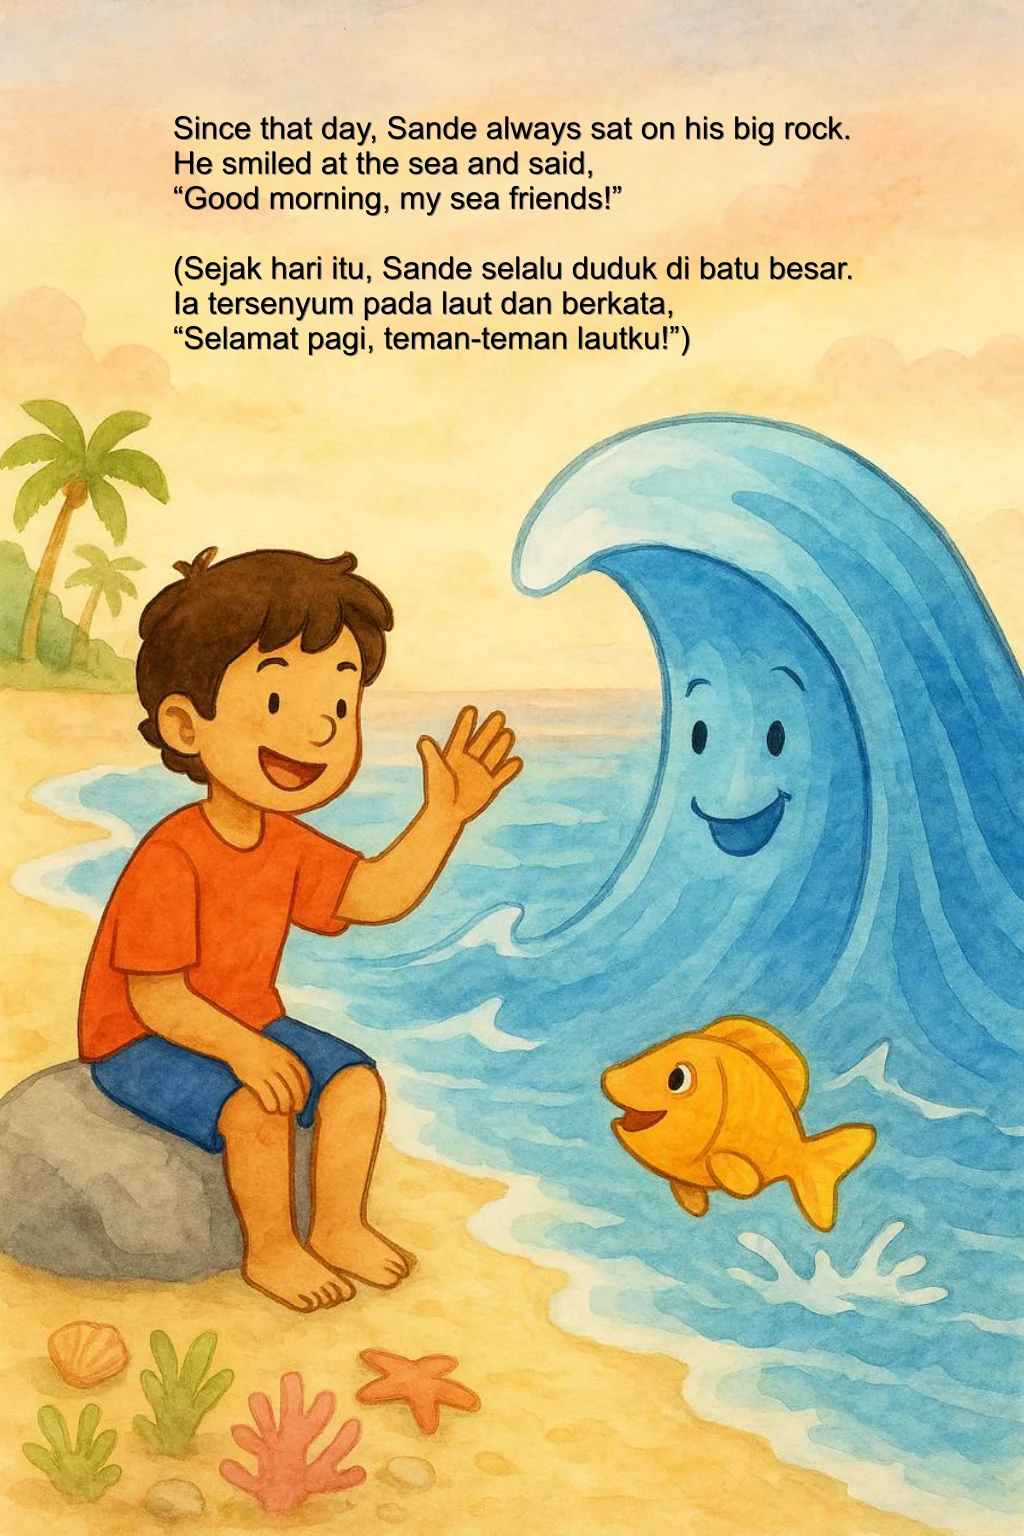 Since that day, Sande always sat on his big rock.
He smiled at the sea and said,
“Good morning, my sea friends!”
(Sejak hari itu, Sande selalu duduk di batu besar.
Ia tersenyum pada laut dan berkata,
“Selamat pagi, teman-teman lautku!”)